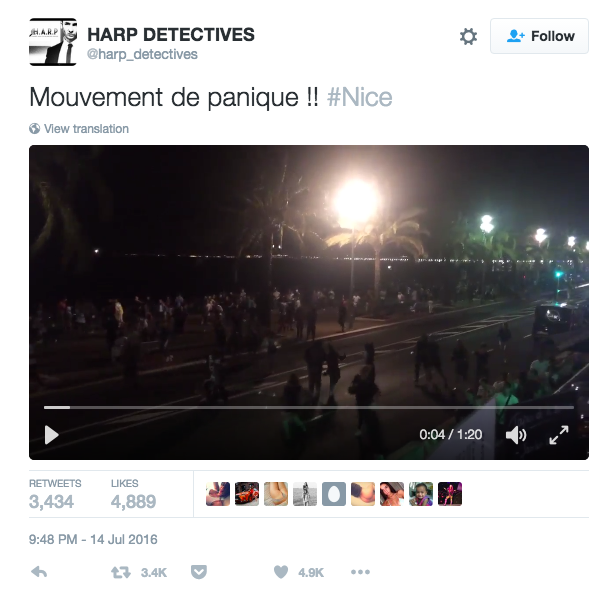 H.A.R.P
HARP DETECTIVES
@harp_detectives
Follow
Mouvement de panique !! #Nice
View translation
0:04 / 1:20
RETWEETS
LIKES
3,434
4,889
9:48 PM - 14 Jul 2016
3.4K
4.9K